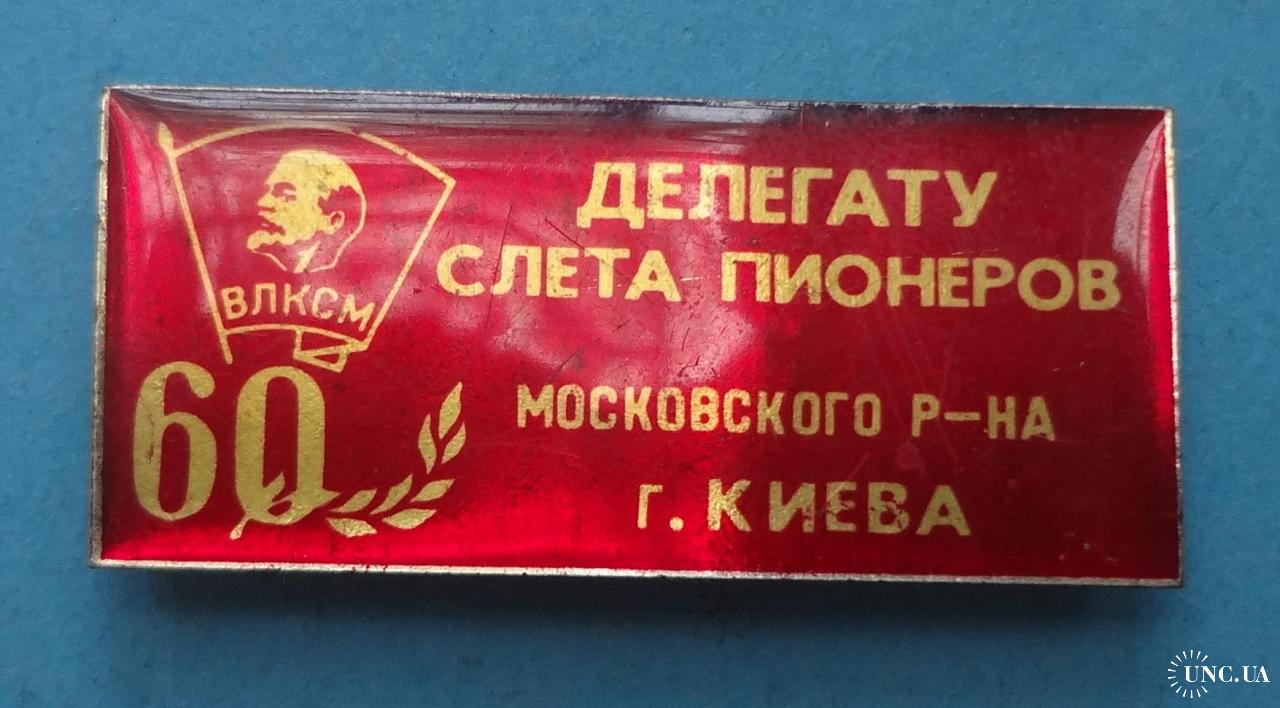 ДЕЛЕГАТУ
СЛЕТА ПИОНЕРОВ
ВЛКСМ
60
МОСКОВСКОГО Р-НА
Г. КИЕВА
UNC.UA